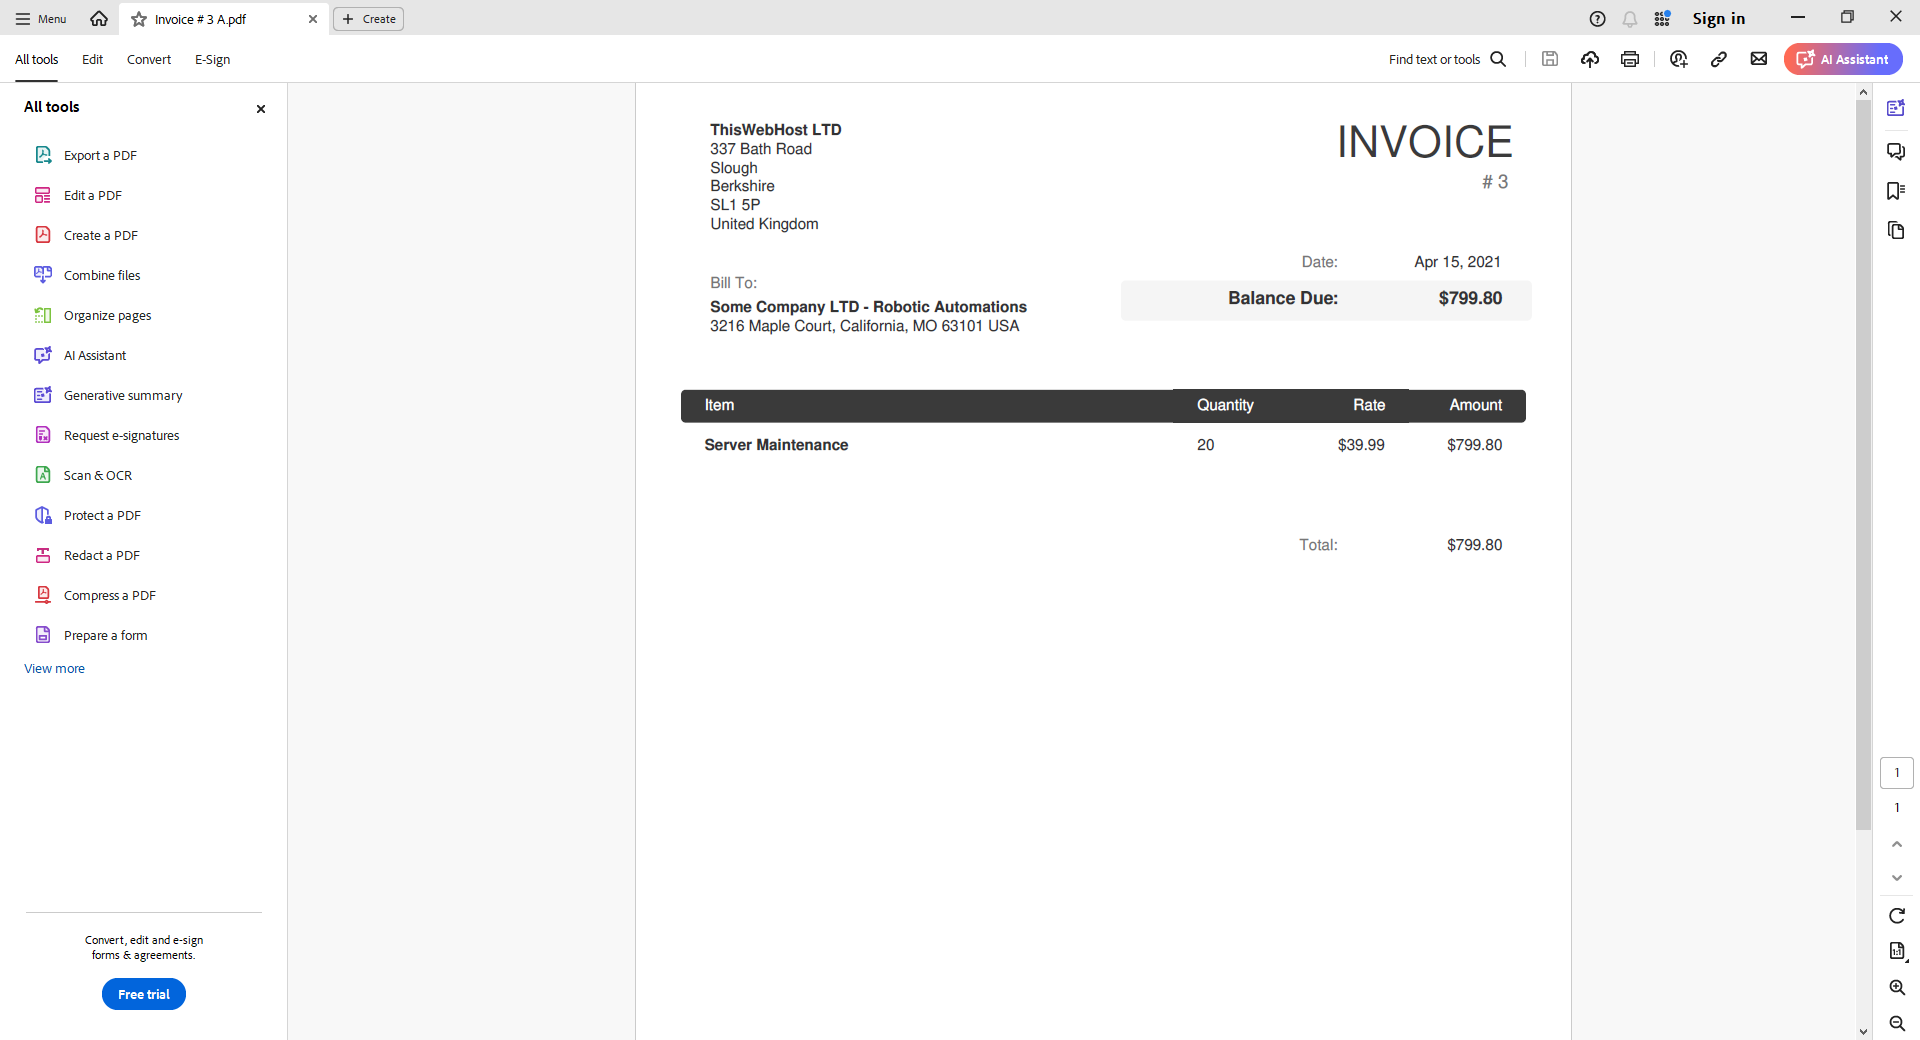 Menu
Invoice # 3 A.pdf
Create
Sign in
All tools
Edit
Convert
E-Sign
Find text or tools
AI Assistant
All tools
Export a PDF
Edit a PDF
Create a PDF
Combine files
Organize pages
AI Assistant
Generative summary
Request e-signatures
Scan & OCR
Protect a PDF
Redact a PDF
Compress a PDF
Prepare a form
View more
Convert, edit and e-sign
forms & agreements.
Free trial
ThisWebHost LTD
337 Bath Road
Slough
Berkshire
SL1 5P
United Kingdom
INVOICE
# 3
Date: Apr 15, 2021
Balance Due: $799.80
Bill To:
Some Company LTD - Robotic Automations
3216 Maple Court, California, MO 63101 USA
Item Quantity Rate Amount
Server Maintenance 20 $39.99 $799.80
Total: $799.80
1
1
1:1